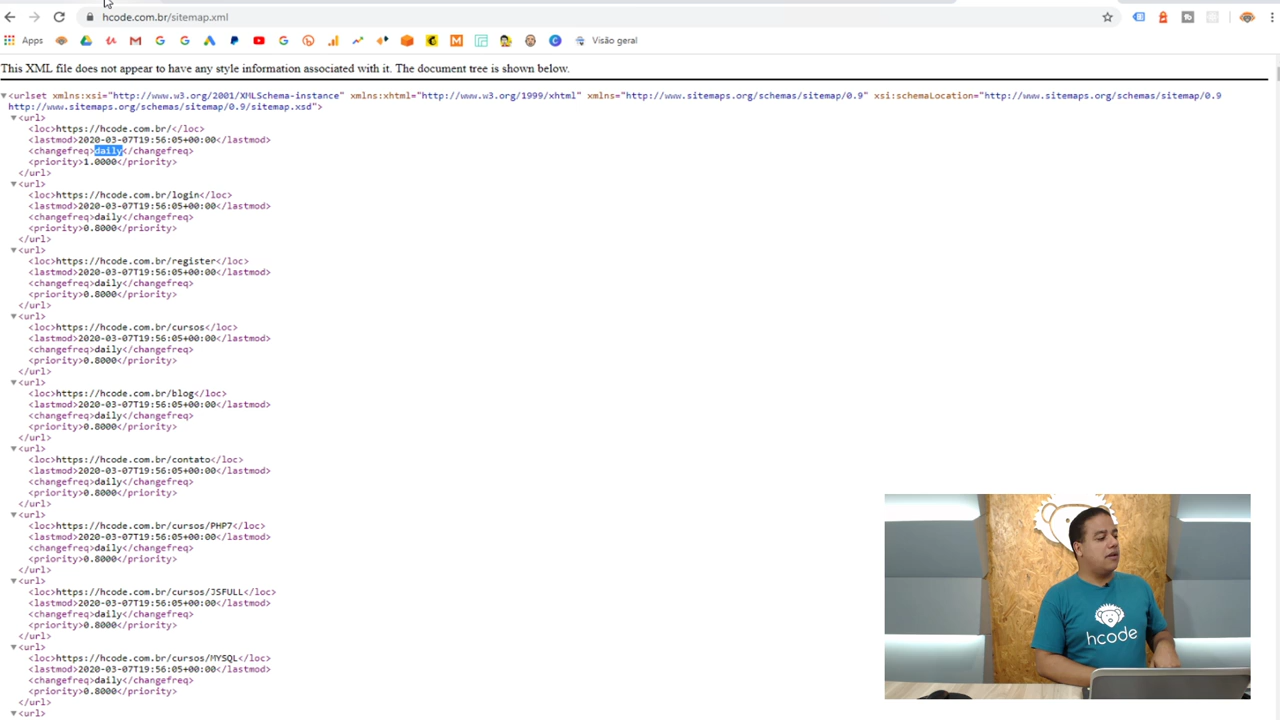 hcode.com.br/sitemap.xml
Apps
Visão geral
This XML file does not appear to have any style information associated with it. The document tree is shown below.
<urlset xmlns:xsi="http://www.w3.org/2001/XMLSchema-instance" xmlns:xhtml="http://www.w3.org/1999/xhtml" xmlns="http://www.sitemaps.org/schemas/sitemap/0.9" xsi:schemaLocation="http://www.sitemaps.org/schemas/sitemap/0.9
http://www.sitemaps.org/schemas/sitemap/0.9/sitemap.xsd">
<url>
<loc>https://hcode.com.br/</loc>
<lastmod>2020-03-07T19:56:05+00:00</lastmod>
<changefreq>daily</changefreq>
<priority>1.0000</priority>
</url>
<url>
<loc>https://hcode.com.br/login</loc>
<lastmod>2020-03-07T19:56:05+00:00</lastmod>
<changefreq>daily</changefreq>
<priority>0.8000</priority>
</url>
<url>
<loc>https://hcode.com.br/register</loc>
<lastmod>2020-03-07T19:56:05+00:00</lastmod>
<changefreq>daily</changefreq>
<priority>0.8000</priority>
</url>
<url>
<loc>https://hcode.com.br/cursos</loc>
<lastmod>2020-03-07T19:56:05+00:00</lastmod>
<changefreq>daily</changefreq>
<priority>0.8000</priority>
</url>
<url>
<loc>https://hcode.com.br/blog</loc>
<lastmod>2020-03-07T19:56:05+00:00</lastmod>
<changefreq>daily</changefreq>
<priority>0.8000</priority>
</url>
<url>
<loc>https://hcode.com.br/contato</loc>
<lastmod>2020-03-07T19:56:05+00:00</lastmod>
<changefreq>daily</changefreq>
<priority>0.8000</priority>
</url>
<url>
<loc>https://hcode.com.br/cursos/PHP7</loc>
<lastmod>2020-03-07T19:56:05+00:00</lastmod>
<changefreq>daily</changefreq>
<priority>0.8000</priority>
</url>
<url>
<loc>https://hcode.com.br/cursos/JSFULL</loc>
<lastmod>2020-03-07T19:56:05+00:00</lastmod>
<changefreq>daily</changefreq>
<priority>0.8000</priority>
</url>
<url>
<loc>https://hcode.com.br/cursos/MYSQL</loc>
<lastmod>2020-03-07T19:56:05+00:00</lastmod>
<changefreq>daily</changefreq>
<priority>0.8000</priority>
</url>
<url>
hcode